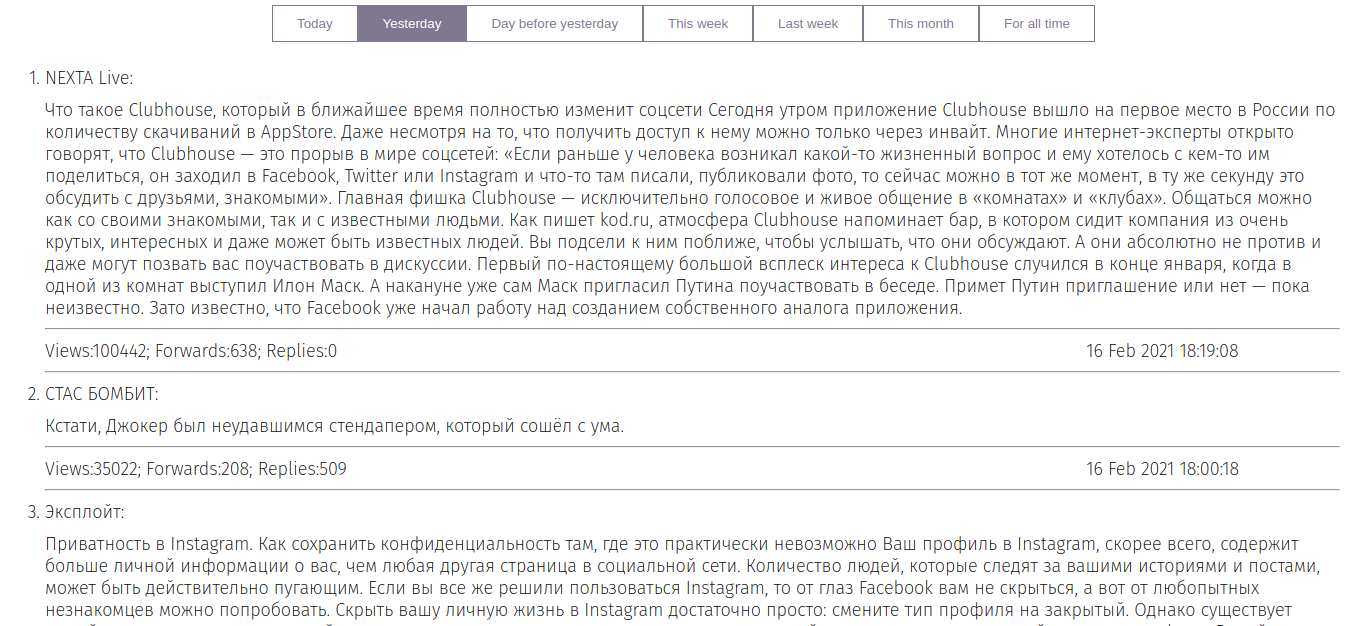 Today Yesterday Day before yesterday This week Last week This month For all time
1. NEXTA Live:
Что такое Clubhouse, который в ближайшее время полностью изменит соцсети Сегодня утром приложение Clubhouse вышло на первое место в России по
количеству скачиваний в AppStore. Даже несмотря на то, что получить доступ к нему можно только через инвайт. Многие интернет-эксперты открыто
говорят, что Clubhouse — это прорыв в мире соцсетей: «Если раньше у человека возникал какой-то жизненный вопрос и ему хотелось с кем-то им
поделиться, он заходил в Facebook, Twitter или Instagram и что-то там писали, публиковали фото, то сейчас можно в тот же момент, в ту же секунду это
обсудить с друзьями, знакомыми». Главная фишка Clubhouse — исключительно голосовое и живое общение в «комнатах» и «клубах». Общаться можно
как со своими знакомыми, так и с известными людьми. Как пишет kod.ru, атмосфера Clubhouse напоминает бар, в котором сидит компания из очень
крутых, интересных и даже может быть известных людей. Вы подсели к ним поближе, чтобы услышать, что они обсуждают. А они абсолютно не против и
даже могут позвать вас поучаствовать в дискуссии. Первый по-настоящему большой всплеск интереса к Clubhouse случился в конце января, когда в
одной из комнат выступил Илон Маск. А накануне уже сам Маск пригласил Путина поучаствовать в беседе. Примет Путин приглашение или нет — пока
неизвестно. Зато известно, что Facebook уже начал работу над созданием собственного аналога приложения.
Views:100442; Forwards:638; Replies:0 16 Feb 2021 18:19:08
2. СТАС БОМБИТ:
Кстати, Джокер был неудавшимся стендапером, который сошёл с ума.
Views:35022; Forwards:208; Replies:509 16 Feb 2021 18:00:18
3. Эксплойт:
Приватность в Instagram. Как сохранить конфиденциальность там, где это практически невозможно Ваш профиль в Instagram, скорее всего, содержит
больше личной информации о вас, чем любая другая страница в социальной сети. Количество людей, которые следят за вашими историями и постами,
может быть действительно пугающим. Если вы все же решили пользоваться Instagram, то от глаз Facebook вам не скрыться, а вот от любопытных
незнакомцев можно попробовать. Скрыть вашу личную жизнь в Instagram достаточно просто: смените тип профиля на закрытый. Однако существует